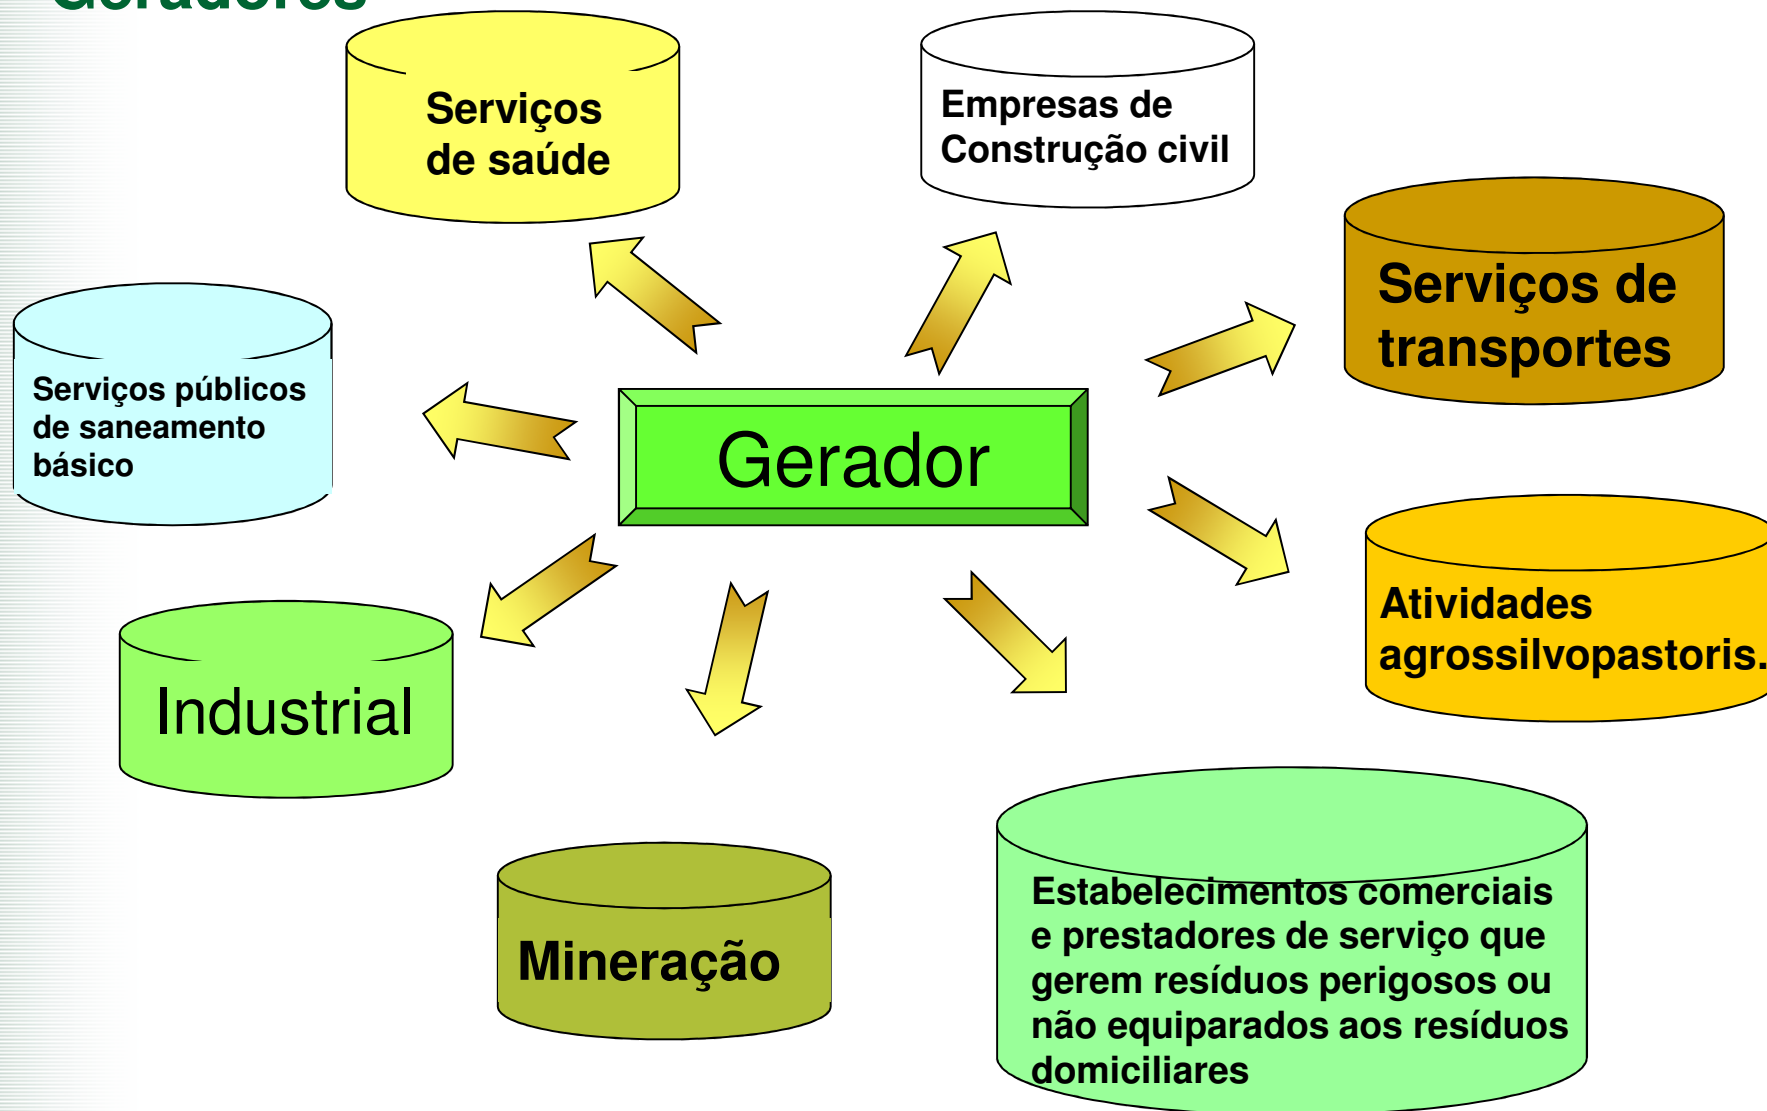 Geradores
Serviços
de saúde
Empresas de
Construção civil
Serviços de
transportes
Serviços públicos
de saneamento
básico
Gerador
Atividades
agrossilvopastoris.
Industrial
Mineração
Estabelecimentos comerciais
e prestadores de serviço que
gerem resíduos perigosos ou
não equiparados aos resíduos
domiciliares